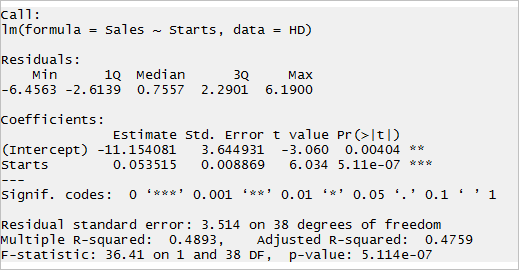 Call:
lm(formula = Sales ~ Starts, data = HD)
Residuals:
Min 1Q Median 3Q Max
-6.4563 -2.6139 0.7557 2.2901 6.1900
Coefficients:
Estimate Std. Error t value Pr(>|t|)
(Intercept) -11.154081 3.644931 -3.060 0.00404 **
Starts 0.053515 0.008869 6.034 5.11e-07 ***
---
Signif. codes: 0 ‘***’ 0.001 ‘**’ 0.01 ‘*’ 0.05 ‘.’ 0.1 ‘ ’ 1
Residual standard error: 3.514 on 38 degrees of freedom
Multiple R-squared: 0.4893, Adjusted R-squared: 0.4759
F-statistic: 36.41 on 1 and 38 DF, p-value: 5.114e-07